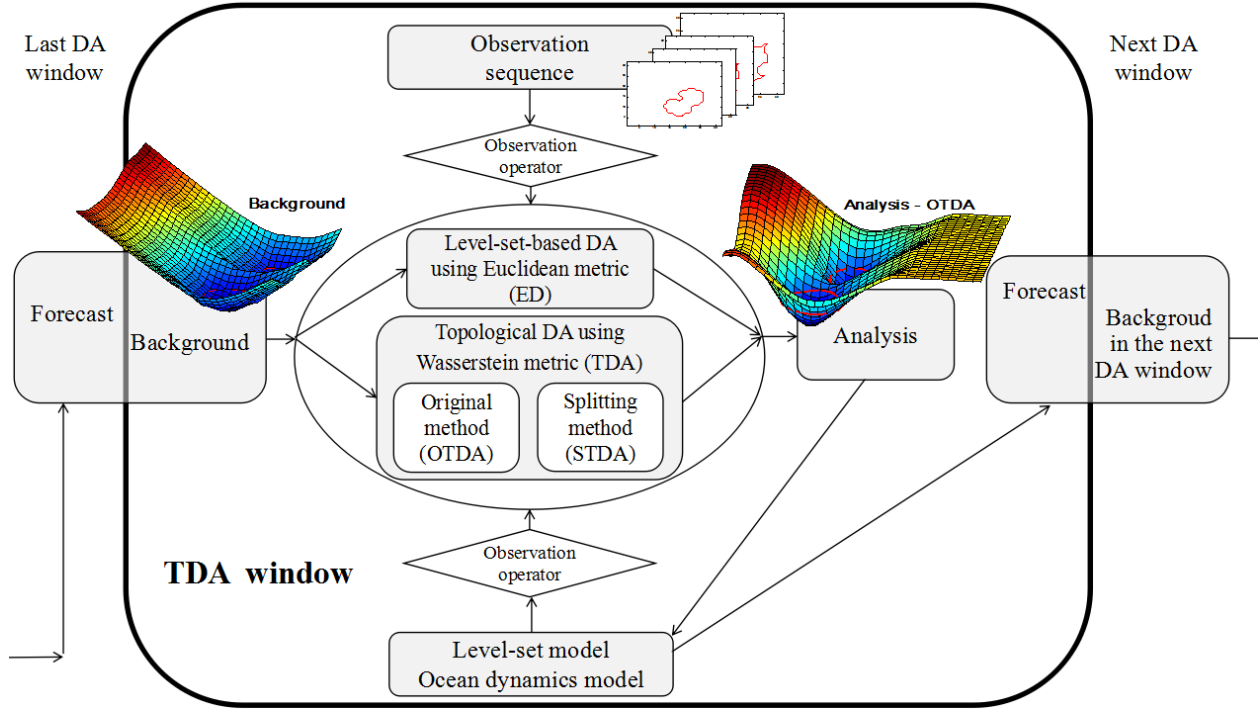 Last DA
window
Observation
sequence
Next DA
window
Observation
operator
Background
Analysis - OTDA
Level-set-based DA
using Euclidean metric
(ED)
Forecast
Background
Topological DA using
Wasserstein metric (TDA)
Original
method
(OTDA)
Splitting
method
(STDA)
Analysis
Forecast
Backgroud
in the next
DA window
Observation
operator
TDA window
Level-set model
Ocean dynamics model